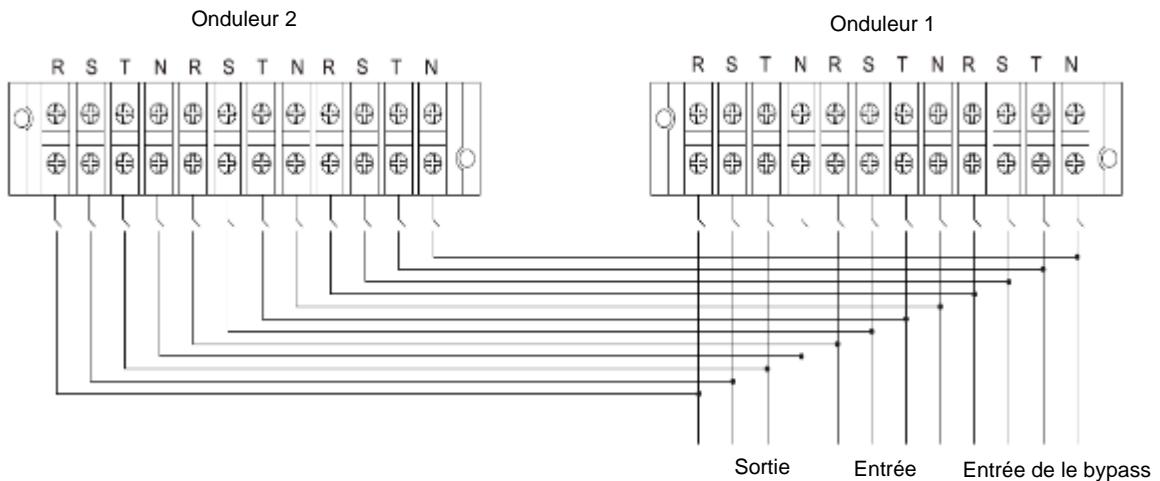 Onduleur 2
Onduleur 1
R S T N R S T N R S T N
R S T N R S T N R S T N
Sortie
Entrée
Entrée de le bypass